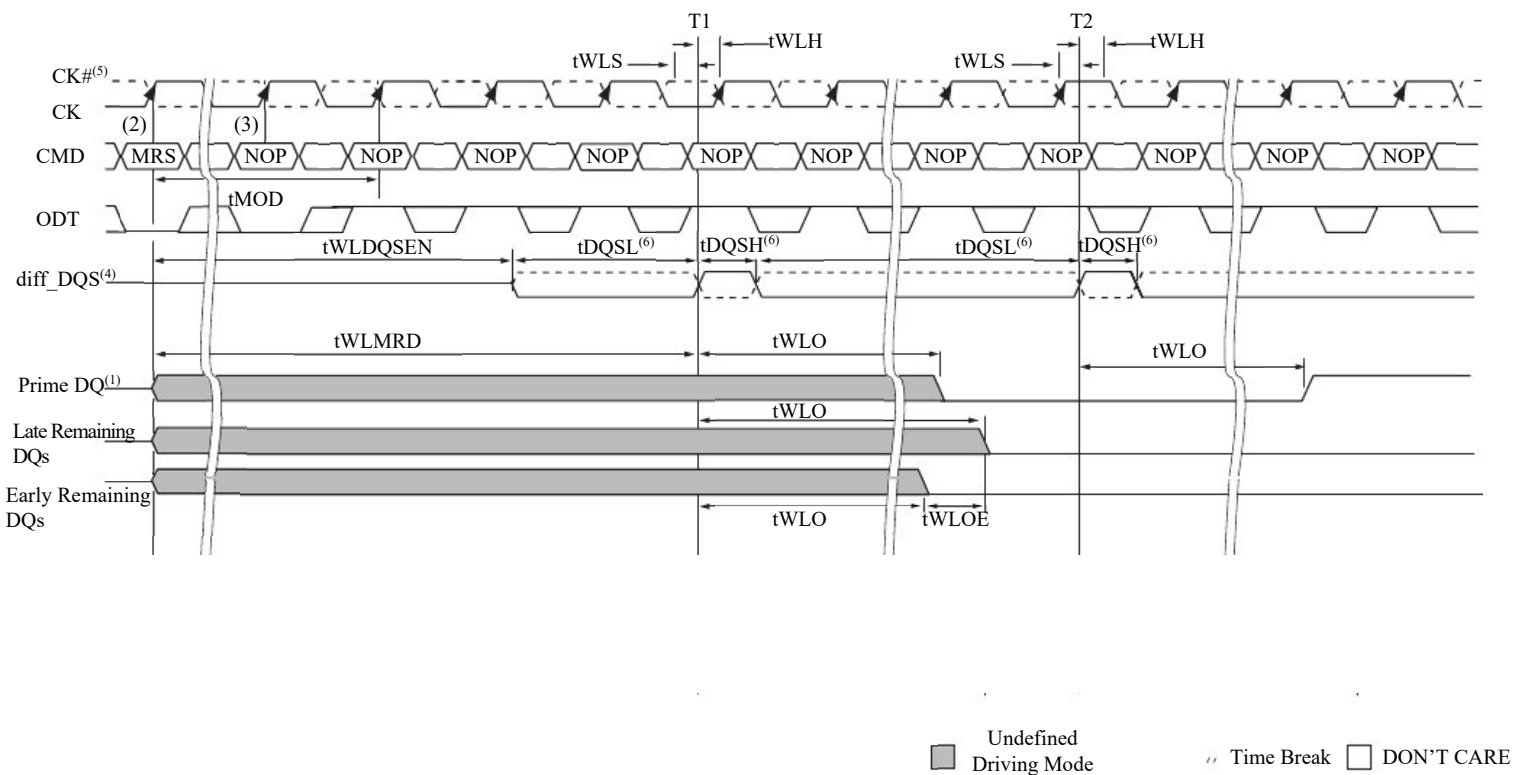 T1
T2
tWLH
tWLH
tWLS
tWLS
CK#(5)
CK
(2)
(3)
CMD
MRS
NOP
NOP
NOP
NOP
NOP
NOP
NOP
NOP
NOP
NOP
NOP
tMOD
ODT
tWLDQSEN
tDQSL(6)
tDQSH(6)
tDQSL(6)
tDQSH(6)
diff_DQS(4)
tWLMRD
tWLO
tWLO
Prime DQ(1)
tWLO
Late Remaining
DQs
Early Remaining
DQs
tWLO
tWLOE
Undefined
Driving Mode
Time Break
DON'T CARE